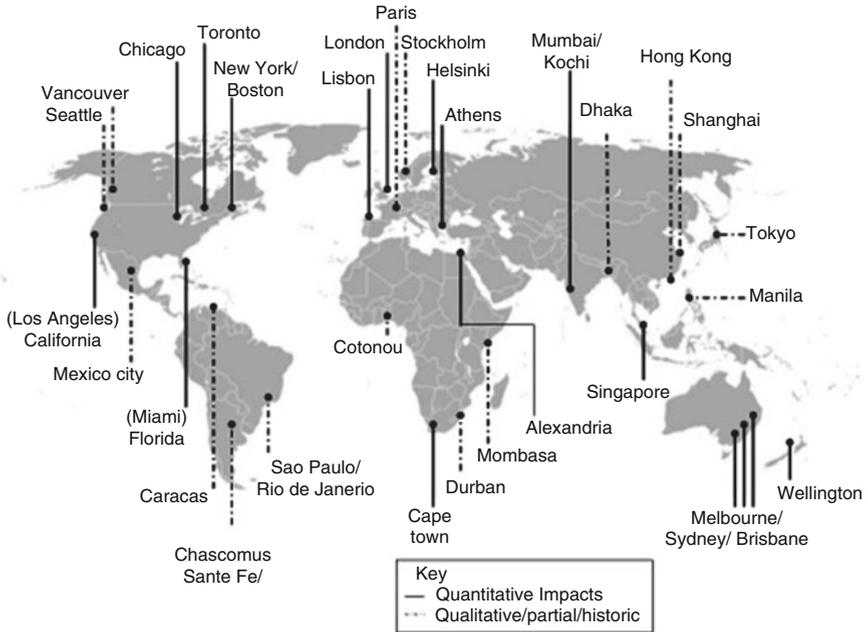 Paris
Toronto
London
Stockholm
Mumbai/
Kochi
Chicago
Hong Kong
New York/
Boston
Lisbon
Helsinki
Vancouver
Seattle
Athens
Dhaka
Shanghai
Tokyo
Manila
(Los Angeles)
California
Cotonou
Mexico city
Singapore
(Miami)
Florida
Alexandria
Mombasa
Sao Paulo/
Rio de Janerio
Durban
Caracas
Wellington
Cape
town
Melbourne/
Sydney/ Brisbane
Chascomus
Sante Fe/
Key
Quantitative Impacts
Qualitative/partial/historic